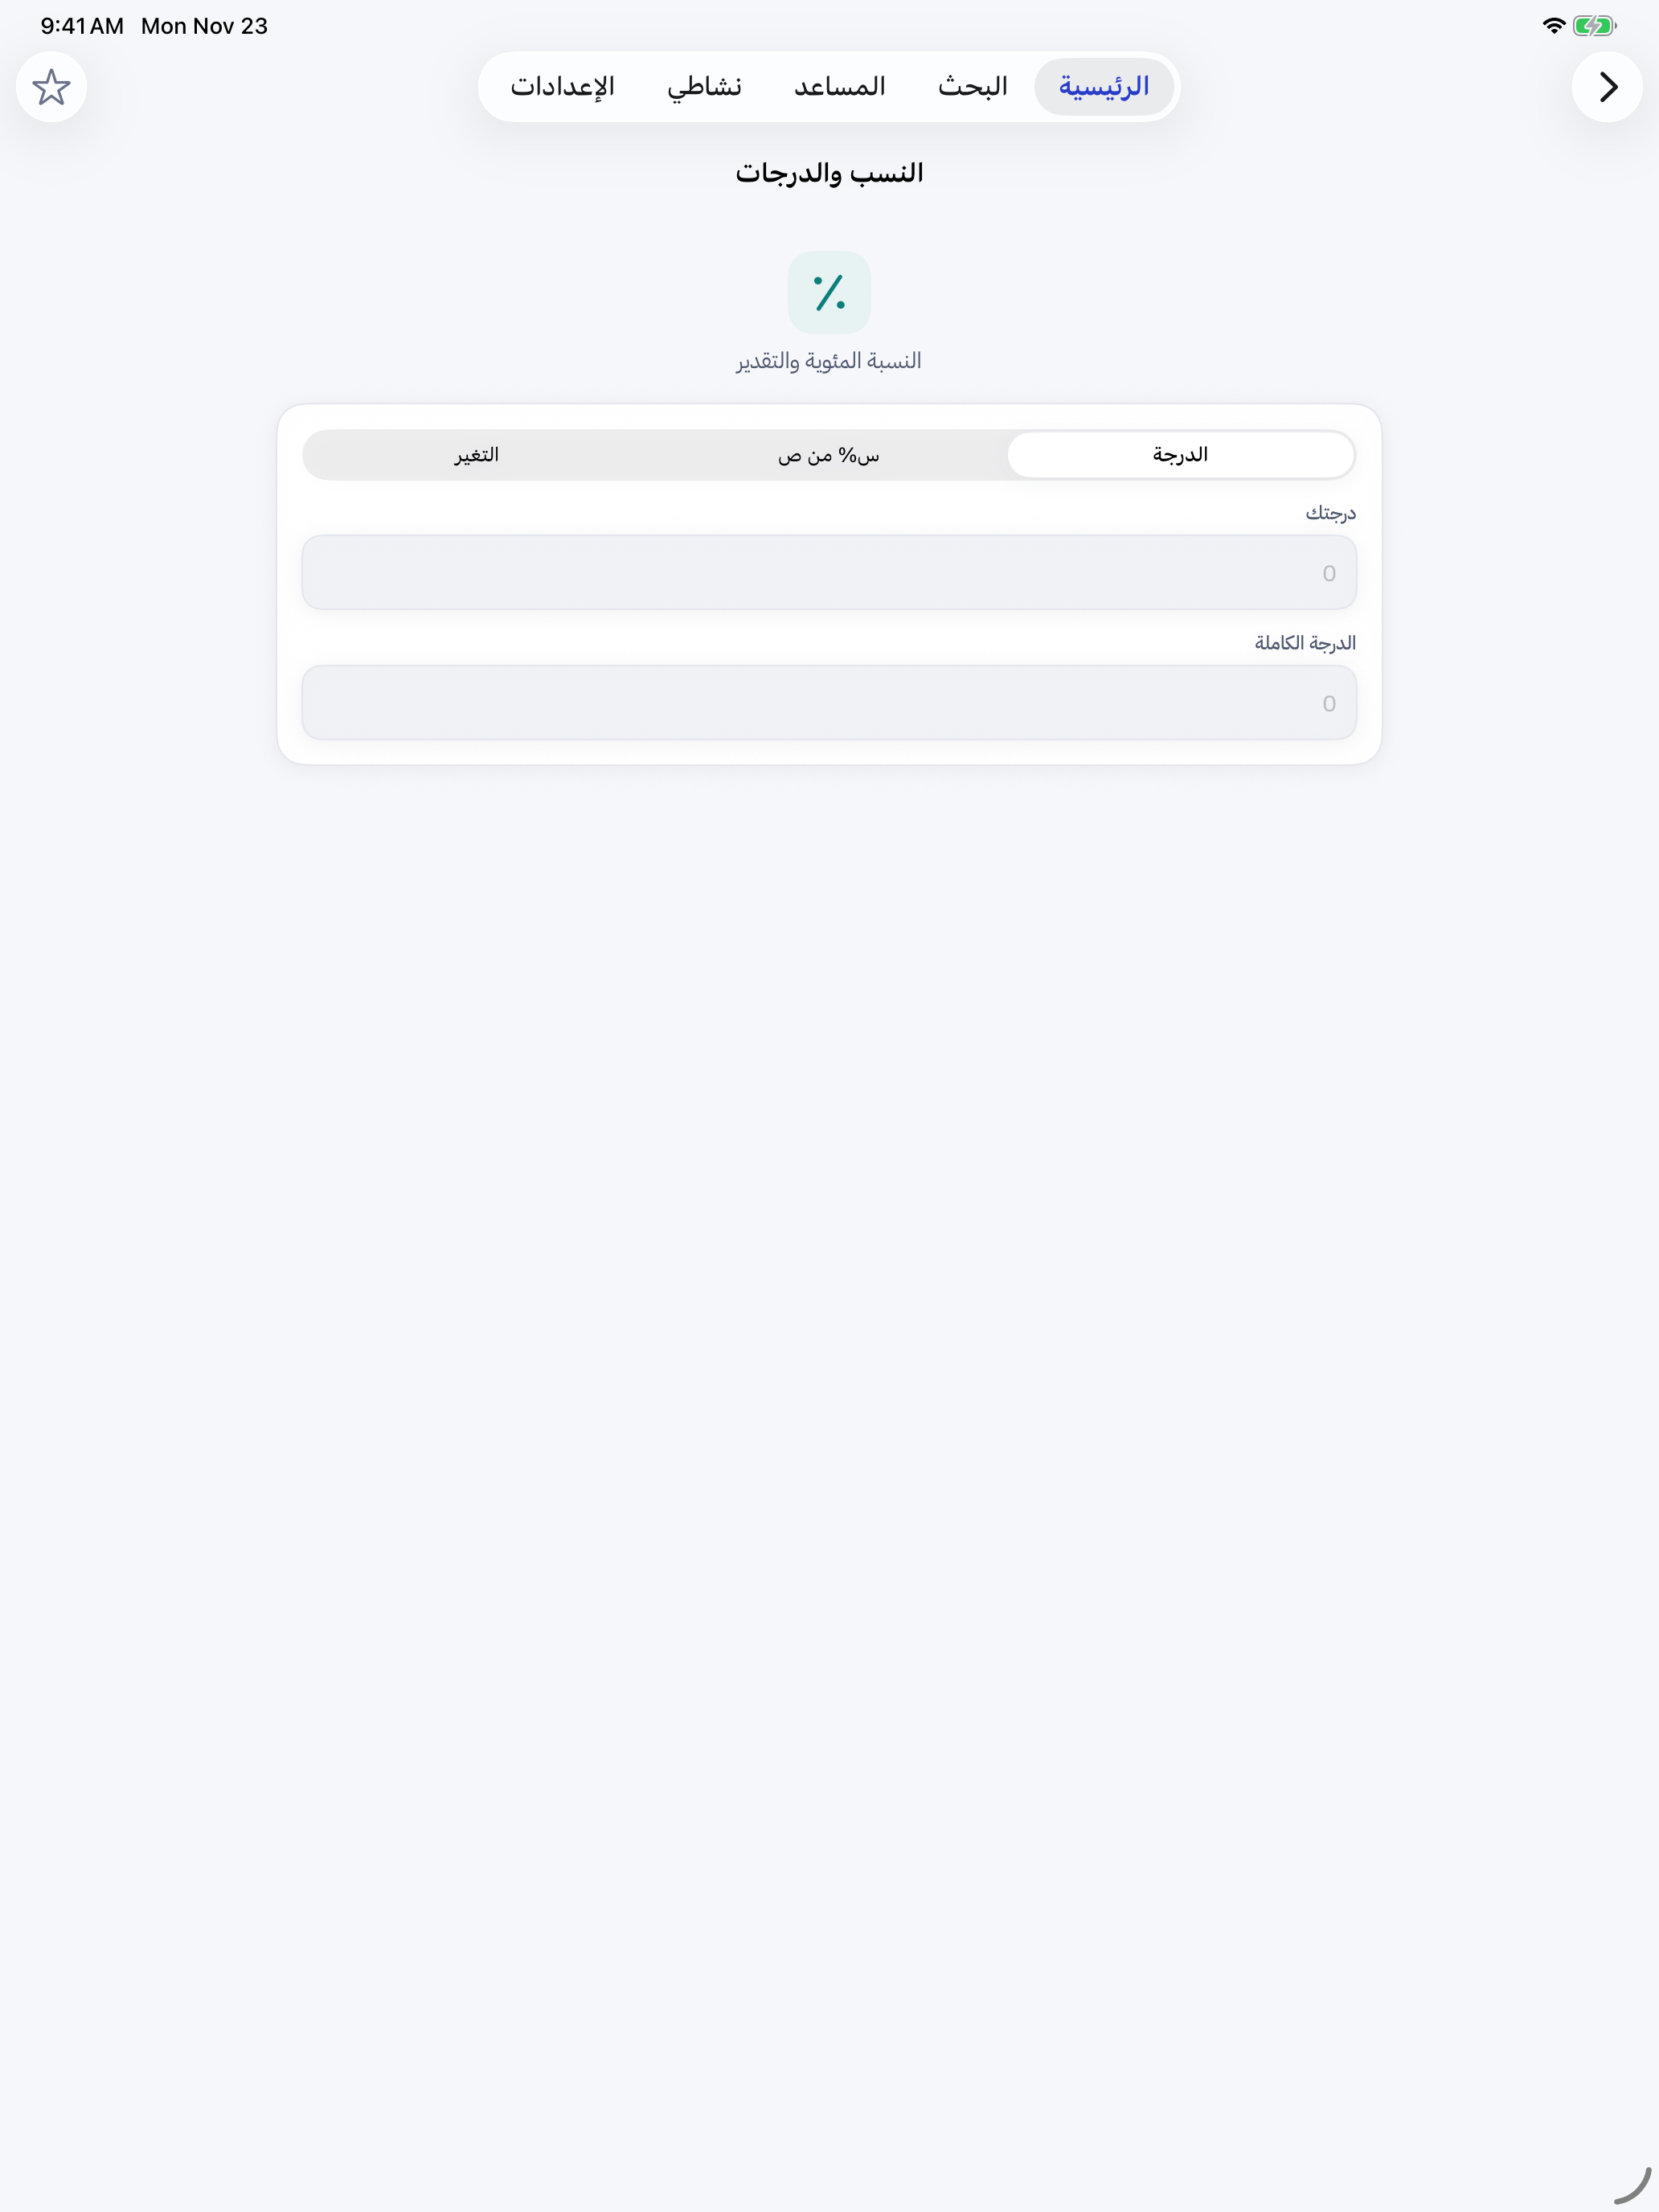 9:41 AM Mon Nov 23
الرئيسية البحث المساعد نشاطي الإعدادات
النسب والدرجات
النسبة المئوية والتقدير
الدرجة س% من ص التغير
درجتك
0
الدرجة الكاملة
0